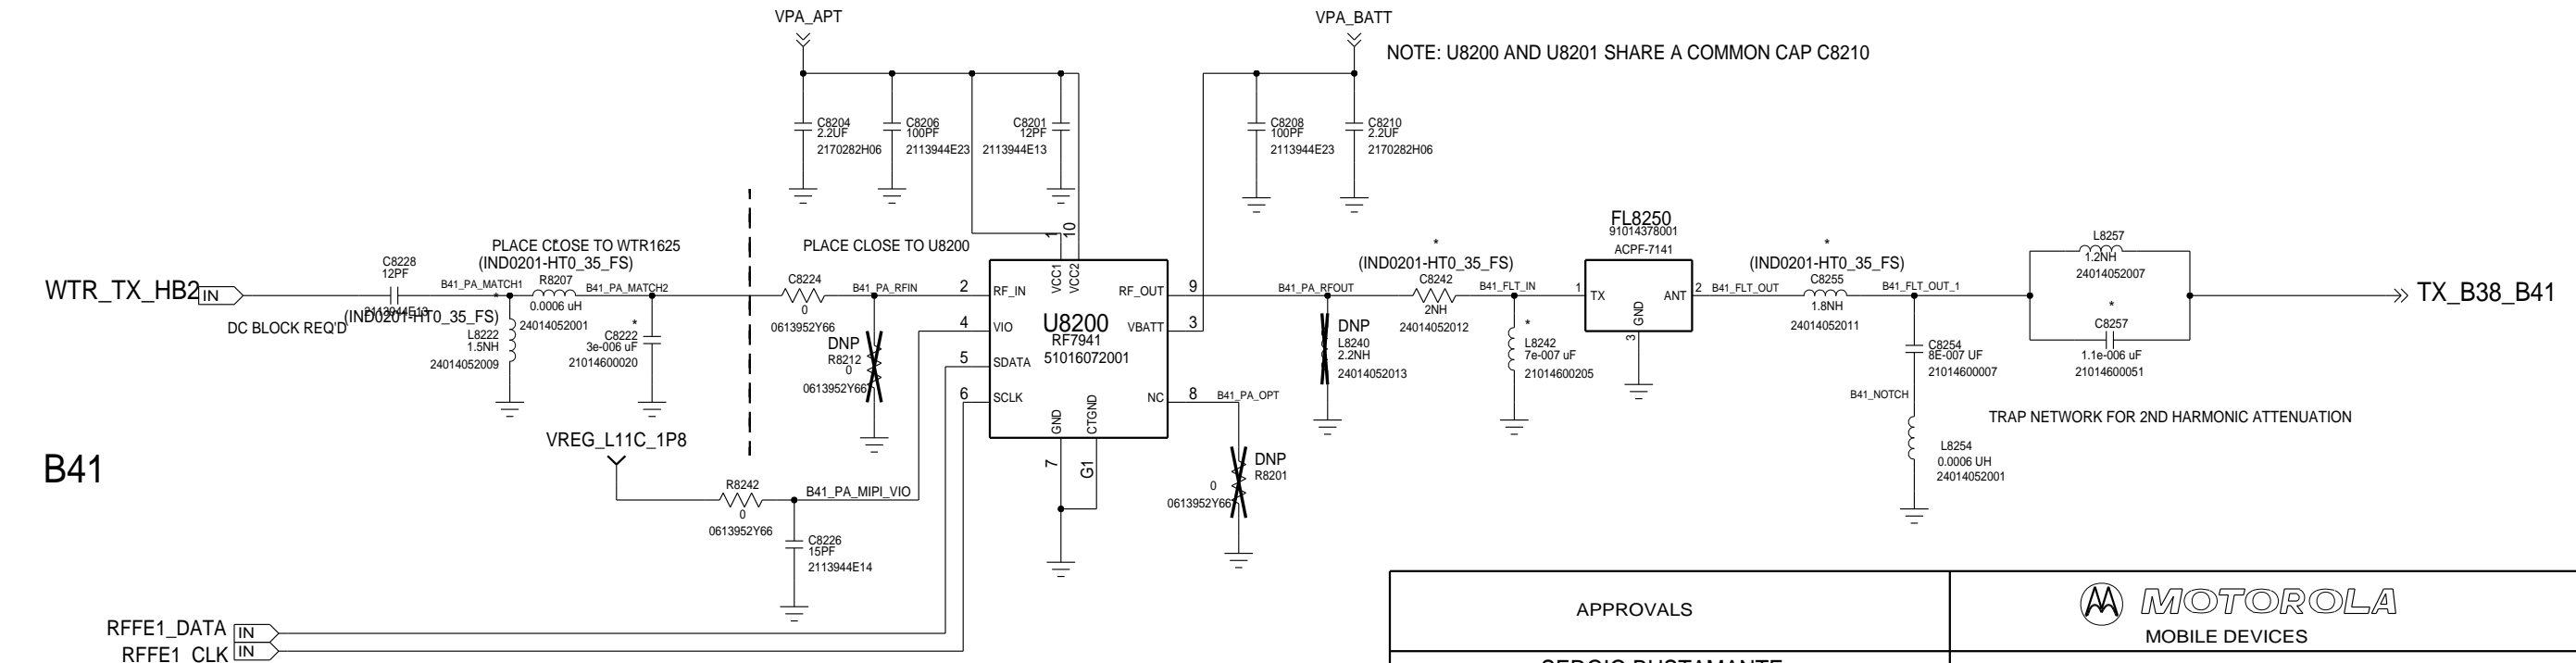 VPA_APT
VPA_BATT
NOTE: U8200 AND U8201 SHARE A COMMON CAP C8210
C8204
2.2UF
2170282H06
C8206
100PF
2113944E23
C8201
12PF
2113944E13
C8208
100PF
2113944E23
C8210
2.2UF
2170282H06
PLACE CLOSE TO WTR1625
PLACE CLOSE TO U8200
WTR_TX_HB2
IN
C8228
12PF
2113944E13
DC BLOCK REQ'D
B41_PA_MATCH1
*
(IND0201-HT0_35_FS)
L8222
1.5NH
24014052009
*
(IND0201-HT0_35_FS)
R8207
0.0006 uH
24014052001
B41_PA_MATCH2
*
C8222
3e-006 uF
21014600020
C8224
0
0613952Y66
B41_PA_RFIN
DNP
R8212
0
0613952Y66
VREG_L11C_1P8
R8242
0
0613952Y66
B41_PA_MIPI_VIO
C8226
15PF
2113944E14
B41
RFFE1_DATA
IN
RFFE1_CLK
IN
1
10
VCC1
VCC2
2
RF_IN
4
VIO
5
SDATA
6
SCLK
U8200
RF7941
51016072001
RF_OUT
9
VBATT
3
NC
8
GND
CTGND
7
G1
B41_PA_OPT
DNP
R8201
0
0613952Y66
B41_PA_RFOUT
DNP
L8240
2.2NH
24014052013
*
(IND0201-HT0_35_FS)
C8242
2NH
24014052012
B41_FLT_IN
*
L8242
7e-007 uF
21014600205
FL8250
91014378001
ACPF-7141
1
TX
ANT
2
GND
3
B41_FLT_OUT
*
(IND0201-HT0_35_FS)
C8255
1.8NH
24014052011
B41_FLT_OUT_1
C8254
8E-007 UF
21014600007
B41_NOTCH
L8254
0.0006 UH
24014052001
L8257
1.2NH
24014052007
*
C8257
1.1e-006 uF
21014600051
TX_B38_B41
TRAP NETWORK FOR 2ND HARMONIC ATTENUATION
APPROVALS
MOTOROLA
MOBILE DEVICES
SERGIO BUSTAMANTE